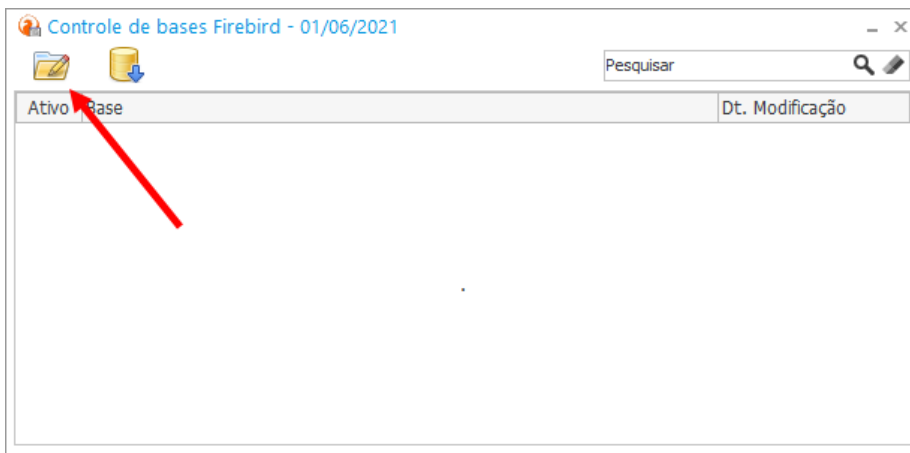 Controle de bases Firebird - 01/06/2021
Pesquisar
Ativo Base Dt. Modificação